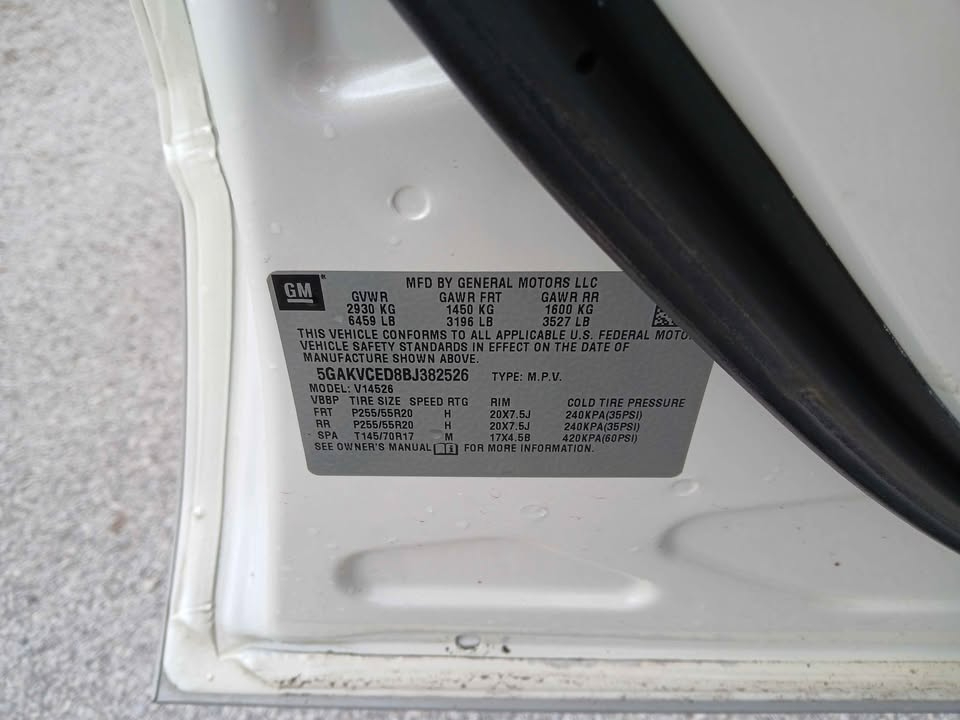 GM
MFD BY GENERAL MOTORS LLC
GVWR GAWR FRT GAWR RR
2930 KG 1450 KG 1600 KG
6459 LB 3196 LB 3527 LB
THIS VEHICLE CONFORMS TO ALL APPLICABLE U.S. FEDERAL MOTO
VEHICLE SAFETY STANDARDS IN EFFECT ON THE DATE OF
MANUFACTURE SHOWN ABOVE.
5GAKVCED8BJ382526 TYPE: M.P.V.
MODEL: V14526
VBBP TIRE SIZE SPEED RTG RIM COLD TIRE PRESSURE
FRT P255/55R20 H 20X7.5J 240KPA(35PSI)
RR P255/55R20 H 20X7.5J 240KPA(35PSI)
SPA T145/70R17 M 17X4.5B 420KPA(60PSI)
SEE OWNER'S MANUAL FOR MORE INFORMATION.